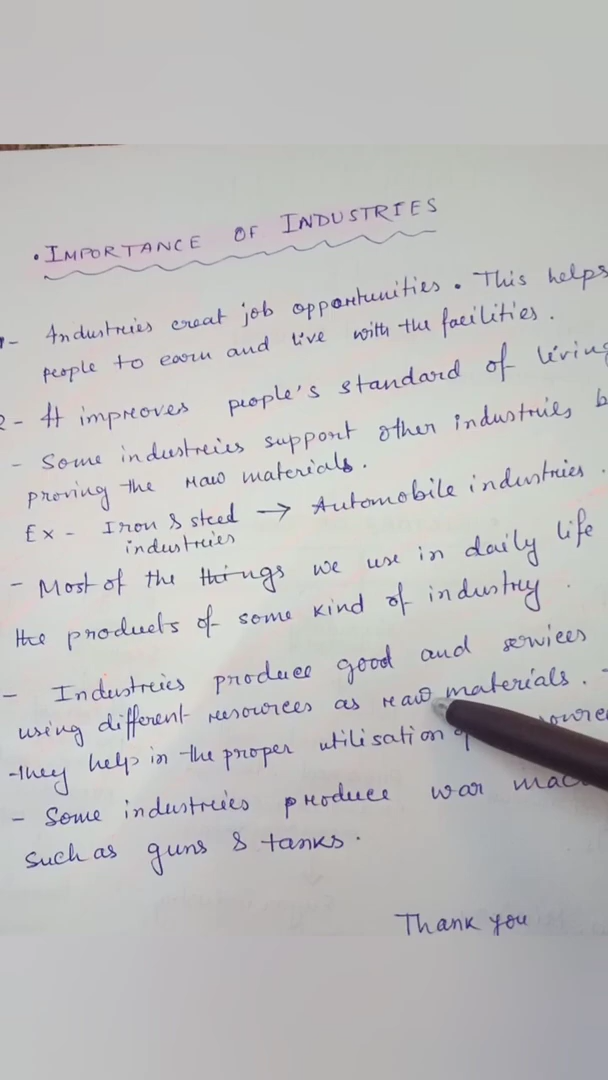 • IMPORTANCE OF INDUSTRIES
- Industries creat job opportunities. This helps
people to earn and live with the facilities.
2- It improves people's standard of living
- Some industries support other industries b
proving the raw materials.
Ex - Iron & steel → Automobile industries.
industries
- Most of the things we use in daily life
the products of some kind of industry.
- Industries produce good and services
using different resources as raw materials.
-they help in the proper utilisation
- Some industries produce war
such as guns & tanks.
Thank you